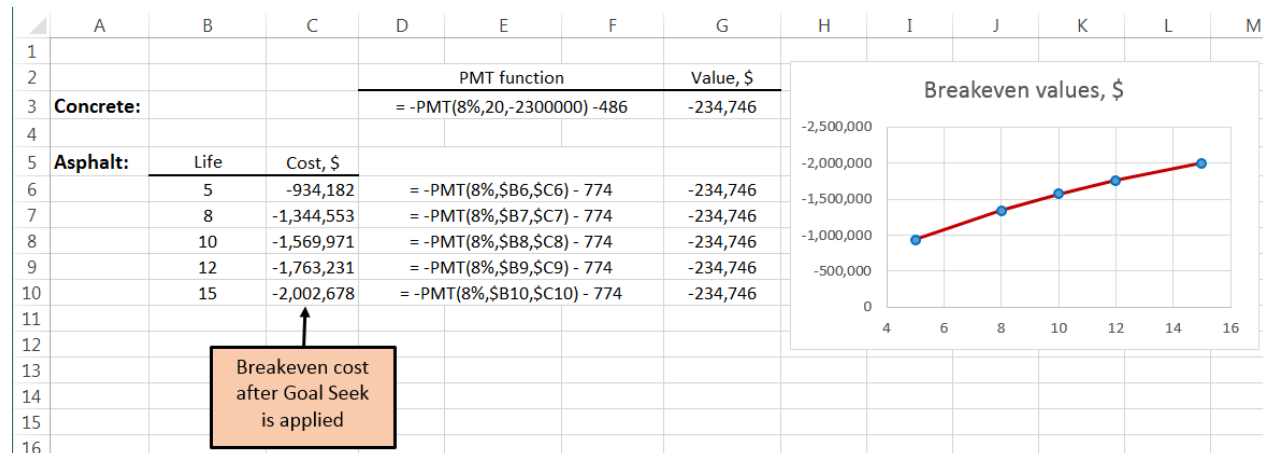 A B C D E F G H I J K L M
1
2 PMT function Value, $
3 Concrete: = -PMT(8%,20,-2300000) -486 -234,746
4
5 Asphalt: Life Cost, $
6 5 -934,182 = -PMT(8%,$B6,$C6) - 774 -234,746
7 8 -1,344,553 = -PMT(8%,$B7,$C7) - 774 -234,746
8 10 -1,569,971 = -PMT(8%,$B8,$C8) - 774 -234,746
9 12 -1,763,231 = -PMT(8%,$B9,$C9) - 774 -234,746
10 15 -2,002,678 = -PMT(8%,$B10,$C10) - 774 -234,746
11
12
13
14
15
16
Breakeven cost
after Goal Seek
is applied
Breakeven values, $
-2,500,000
-2,000,000
-1,500,000
-1,000,000
-500,000
0
4 6 8 10 12 14 16